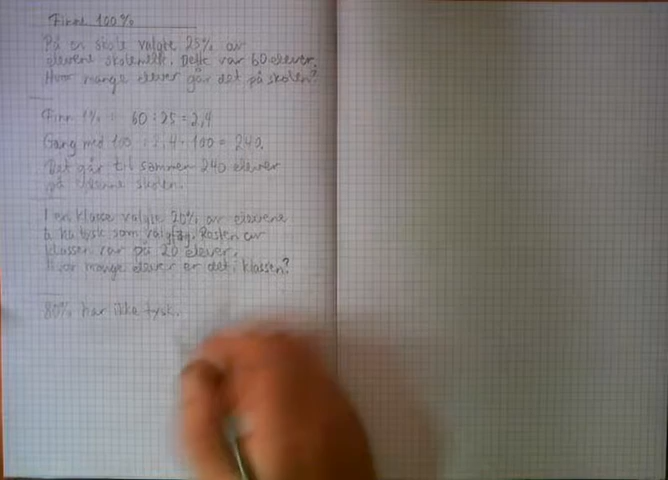 Finne 100%
På en skole valgte 25% av
elevene skolemelk. Dette var 60 elever.
Hvor mange elever går det på skolen?
Finn 1% : 60 : 25 = 2,4
Gang med 100 : 2,4 · 100 = 240.
Det går til sammen 240 elever
på denne skolen.
I en klasse valgte 20% av elevene
å ha tysk som valgfag. Resten av
klassen var på 20 elever.
Hvor mange elever er det i klassen?
80% har ikke tysk.